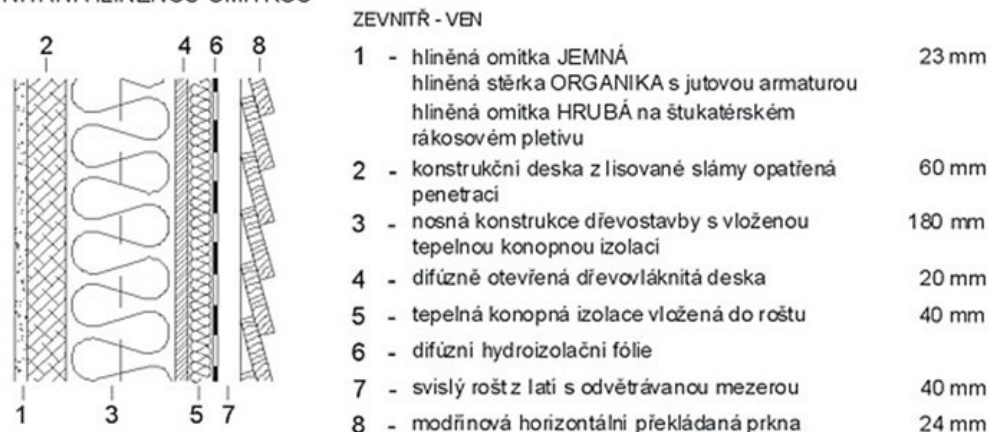 HLINĚNOU OMÍTKOU
2 4 6 8
1 3 5 7
ZEVNITŘ - VEN
1 - hliněná omítka JEMNÁ 23 mm
hliněná stěrka ORGANIKA s jutovou armaturou
hliněná omítka HRUBÁ na štukatérském
rákosovém pletivu
2 - konstrukční deska z lisované slámy opatřená 60 mm
penetrací
3 - nosná konstrukce dřevostavby s vloženou 180 mm
tepelnou konopnou izolací
4 - difúzně otevřená dřevovláknitá deska 20 mm
5 - tepelná konopná izolace vložená do roštu 40 mm
6 - difúzní hydroizolační fólie
7 - svislý rošt z latí s odvětrávanou mezerou 40 mm
8 - modřínová horizontální překládaná prkna 24 mm